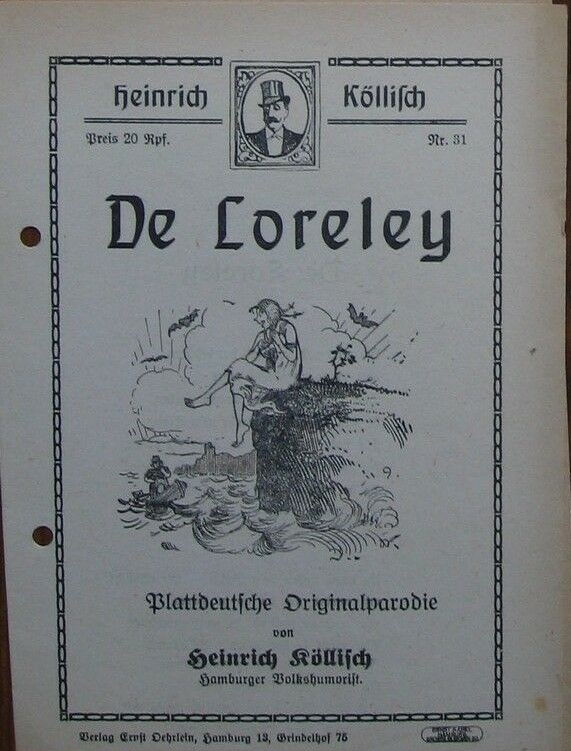 Heinrich Köllisch
Preis 20 Rpf. Nr. 31
De Loreley
Plattdeutsche Originalparodie
von
Heinrich Köllisch
Hamburger Volkshumorist.
Verlag Ernst Oehrlein, Hamburg 13, Grindelhof 75